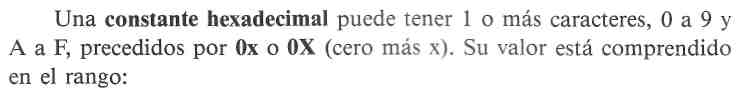 Una constante hexadecimal puede tener 1 o más caracteres, 0 a 9 y
A a F, precedidos por 0x o 0X (cero más x). Su valor está comprendido
en el rango: